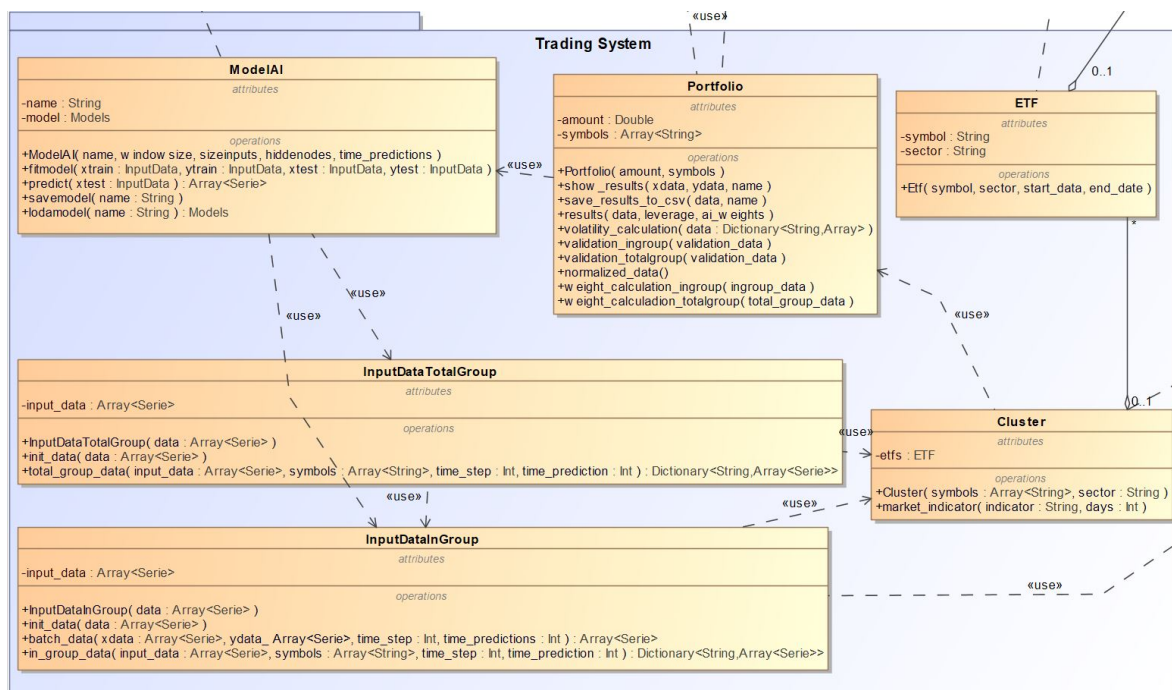 «use»
Trading System
ModelAI
attributes
-name : String
-model : Models
operations
+ModelAI( name, window size, sizeinputs, hiddenodes, time_predictions )
+fitmodel( xtrain : InputData, ytrain : InputData, xtest : InputData, ytest : InputData )
+predict( xtest : InputData ) : Array<Serie>
+savemodel( name : String )
+lodamodel( name : String ) : Models
«use»
Portfolio
attributes
-amount : Double
-symbols : Array<String>
operations
+Portfolio( amount, symbols )
+show_results( xdata, ydata, name )
+save_results_to_csv( data, name )
+results( data, leverage, ai_weights )
+volatility_calculation( data : Dictionary<String,Array> )
+validation_ingroup( validation_data )
+validation_totalgroup( validation_data )
+normalized_data()
+weight_calculation_ingroup( ingroup_data )
+weight_calculadion_totalgroup( total_group_data )
0..1
ETF
attributes
-symbol : String
-sector : String
operations
+Etf( symbol, sector, start_data, end_date )
*
«use»
«use»
«use»
InputDataTotalGroup
attributes
-input_data : Array<Serie>
operations
+InputDataTotalGroup( data : Array<Serie> )
+init_data( data : Array<Serie> )
+total_group_data( input_data : Array<Serie>, symbols : Array<String>, time_step : Int, time_prediction : Int ) : Dictionary<String,Array<Serie>>
«use»
0..1
Cluster
attributes
-etfs : ETF
operations
+Cluster( symbols : Array<String>, sector : String )
+market_indicator( indicator : String, days : Int )
«use»
«use»
InputDataInGroup
attributes
-input_data : Array<Serie>
operations
+InputDataInGroup( data : Array<Serie> )
+init_data( data : Array<Serie> )
+batch_data( xdata : Array<Serie>, ydata_ Array<Serie>, time_step : Int, time_predictions : Int ) : Array<Serie>
+in_group_data( input_data : Array<Serie>, symbols : Array<String>, time_step : Int, time_prediction : Int ) : Dictionary<String,Array<Serie>>
«use»